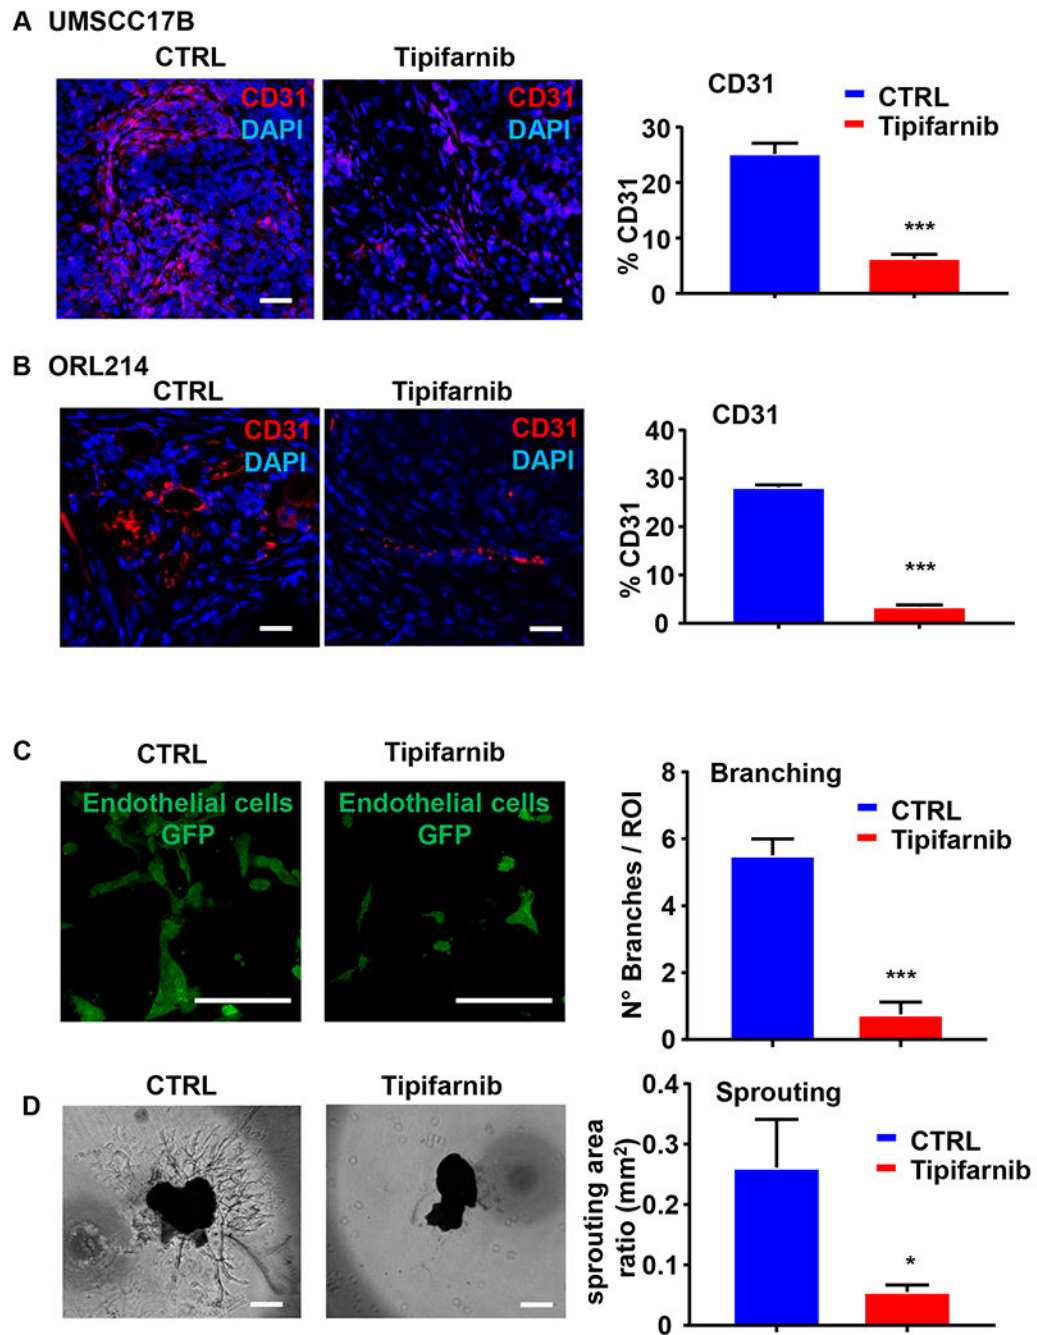 A UMSCC17B
CTRL
Tipifarnib
CD31
DAPI
CD31
DAPI
CD31
CTRL
Tipifarnib
% CD31
30
20
10
0
***
B ORL214
CTRL
Tipifarnib
CD31
DAPI
CD31
DAPI
CD31
% CD31
40
30
20
10
0
***
C
CTRL
Tipifarnib
Endothelial cells
GFP
Endothelial cells
GFP
Branching
CTRL
Tipifarnib
N° Branches / ROI
8
6
4
2
0
***
D
CTRL
Tipifarnib
Sprouting
CTRL
Tipifarnib
sprouting area
ratio (mm²)
0.4
0.3
0.2
0.1
0
*